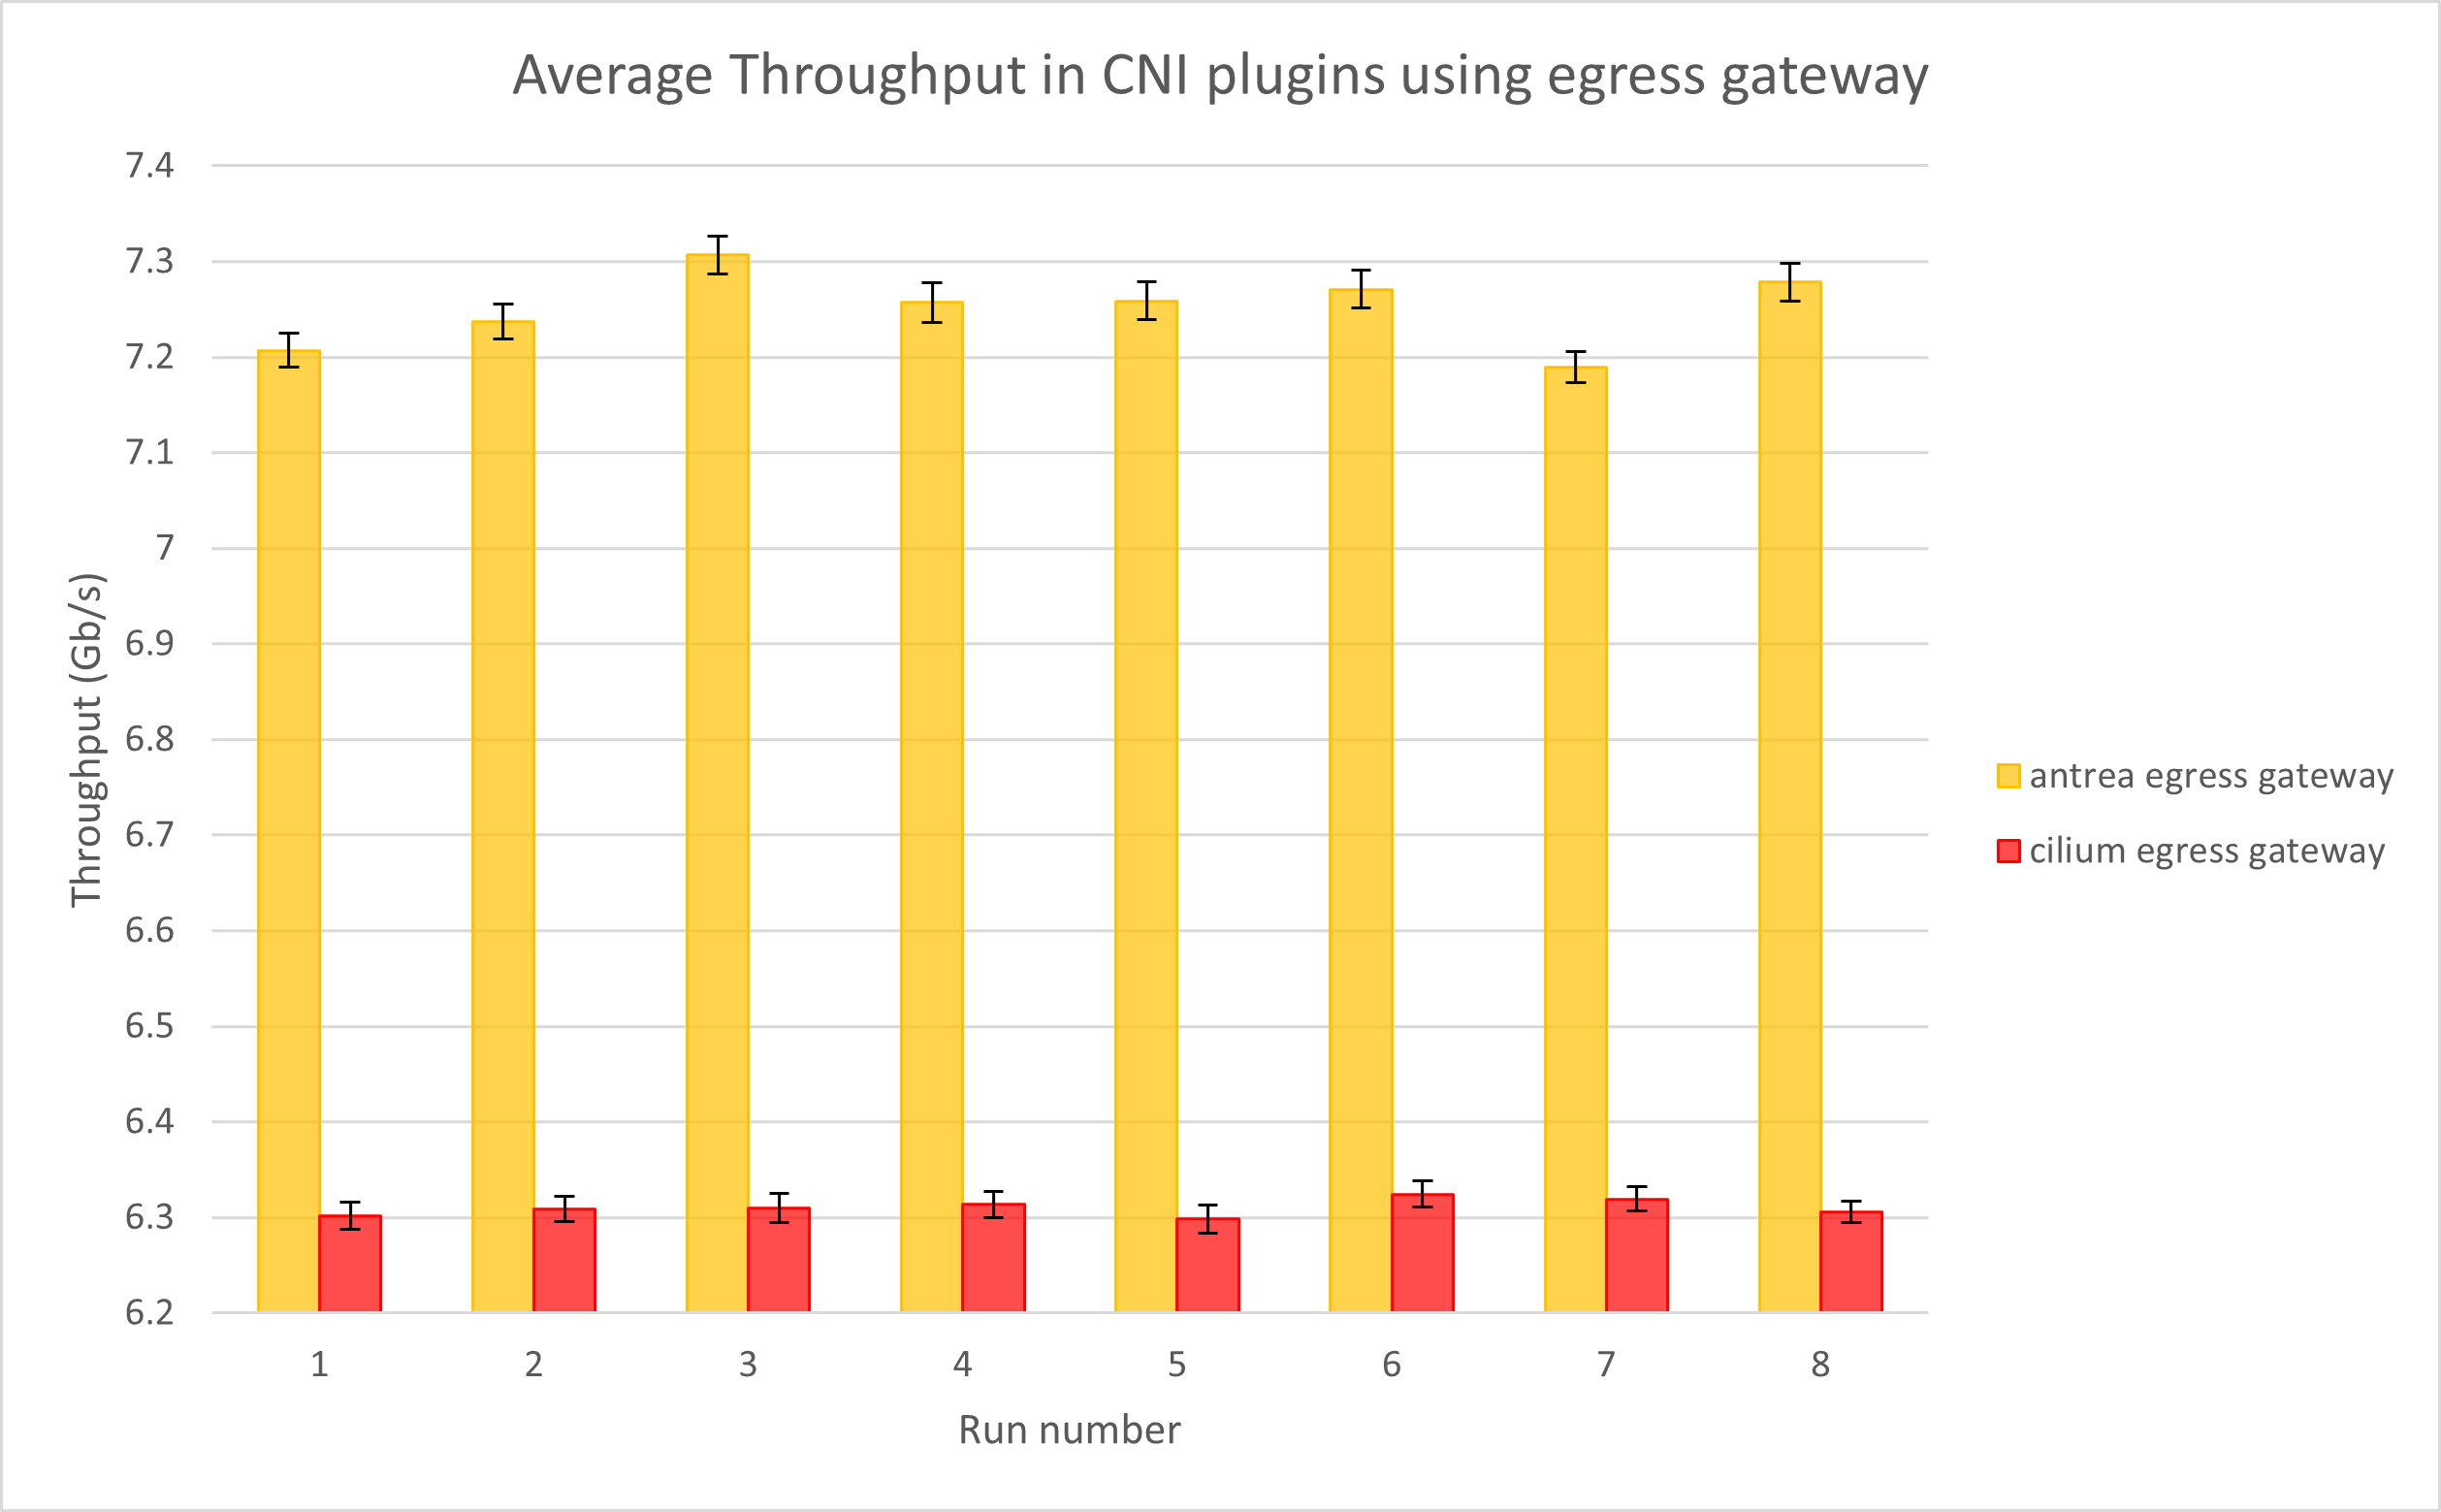 Average Throughput in CNI plugins using egress gateway
7.4
7.3
7.2
7.1
7
6.9
6.8
6.7
6.6
6.5
6.4
6.3
6.2
Throughput (Gb/s)
1 2 3 4 5 6 7 8
Run number
antrea egress gateway
cilium egress gateway